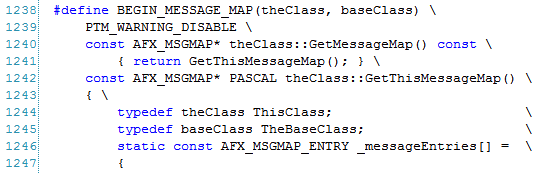 1238 #define BEGIN_MESSAGE_MAP(theClass, baseClass) \
1239     PTM_WARNING_DISABLE \
1240     const AFX_MSGMAP* theClass::GetMessageMap() const \
1241         { return GetThisMessageMap(); } \
1242     const AFX_MSGMAP* PASCAL theClass::GetThisMessageMap() \
1243     { \
1244         typedef theClass ThisClass;                        \
1245         typedef baseClass TheBaseClass;                    \
1246         static const AFX_MSGMAP_ENTRY _messageEntries[] =  \
1247         {